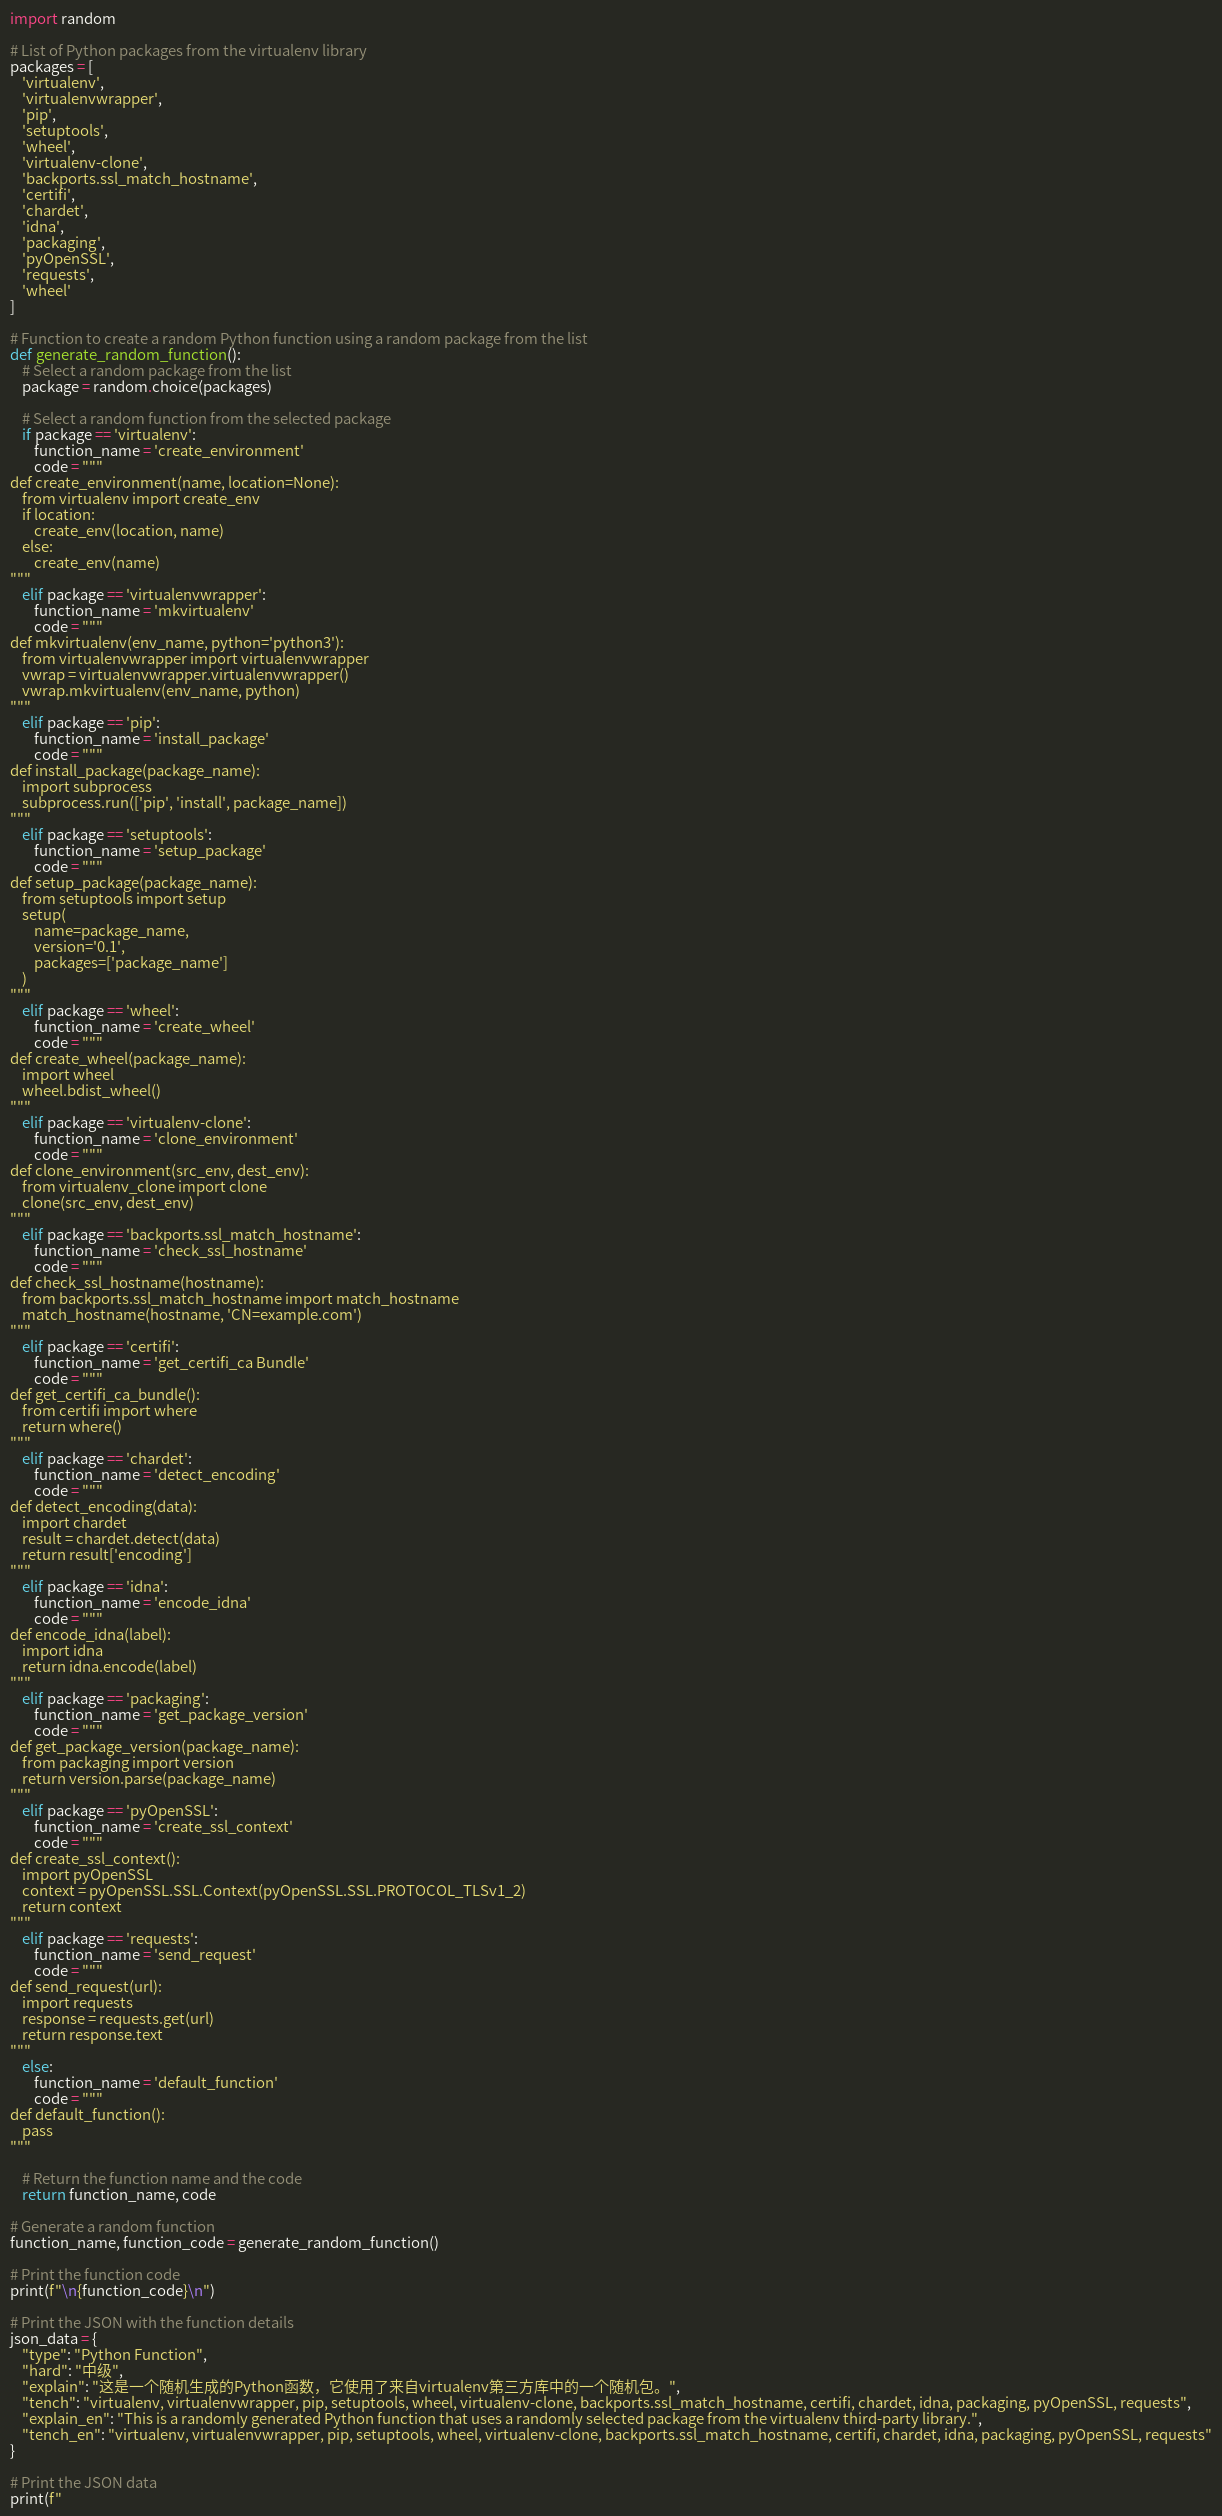 import random

# List of Python packages from the virtualenv library
packages = [
    'virtualenv',
    'virtualenvwrapper',
    'pip',
    'setuptools',
    'wheel',
    'virtualenv-clone',
    'backports.ssl_match_hostname',
    'certifi',
    'chardet',
    'idna',
    'packaging',
    'pyOpenSSL',
    'requests',
    'wheel'
]

# Function to create a random Python function using a random package from the list
def generate_random_function():
    # Select a random package from the list
    package = random.choice(packages)

    # Select a random function from the selected package
    if package == 'virtualenv':
        function_name = 'create_environment'
        code = """
def create_environment(name, location=None):
    from virtualenv import create_env
    if location:
        create_env(location, name)
    else:
        create_env(name)
"""
    elif package == 'virtualenvwrapper':
        function_name = 'mkvirtualenv'
        code = """
def mkvirtualenv(env_name, python='python3'):
    from virtualenvwrapper import virtualenvwrapper
    vwrap = virtualenvwrapper.virtualenvwrapper()
    vwrap.mkvirtualenv(env_name, python)
"""
    elif package == 'pip':
        function_name = 'install_package'
        code = """
def install_package(package_name):
    import subprocess
    subprocess.run(['pip', 'install', package_name])
"""
    elif package == 'setuptools':
        function_name = 'setup_package'
        code = """
def setup_package(package_name):
    from setuptools import setup
    setup(
        name=package_name,
        version='0.1',
        packages=['package_name']
    )
"""
    elif package == 'wheel':
        function_name = 'create_wheel'
        code = """
def create_wheel(package_name):
    import wheel
    wheel.bdist_wheel()
"""
    elif package == 'virtualenv-clone':
        function_name = 'clone_environment'
        code = """
def clone_environment(src_env, dest_env):
    from virtualenv_clone import clone
    clone(src_env, dest_env)
"""
    elif package == 'backports.ssl_match_hostname':
        function_name = 'check_ssl_hostname'
        code = """
def check_ssl_hostname(hostname):
    from backports.ssl_match_hostname import match_hostname
    match_hostname(hostname, 'CN=example.com')
"""
    elif package == 'certifi':
        function_name = 'get_certifi_ca Bundle'
        code = """
def get_certifi_ca_bundle():
    from certifi import where
    return where()
"""
    elif package == 'chardet':
        function_name = 'detect_encoding'
        code = """
def detect_encoding(data):
    import chardet
    result = chardet.detect(data)
    return result['encoding']
"""
    elif package == 'idna':
        function_name = 'encode_idna'
        code = """
def encode_idna(label):
    import idna
    return idna.encode(label)
"""
    elif package == 'packaging':
        function_name = 'get_package_version'
        code = """
def get_package_version(package_name):
    from packaging import version
    return version.parse(package_name)
"""
    elif package == 'pyOpenSSL':
        function_name = 'create_ssl_context'
        code = """
def create_ssl_context():
    import pyOpenSSL
    context = pyOpenSSL.SSL.Context(pyOpenSSL.SSL.PROTOCOL_TLSv1_2)
    return context
"""
    elif package == 'requests':
        function_name = 'send_request'
        code = """
def send_request(url):
    import requests
    response = requests.get(url)
    return response.text
"""
    else:
        function_name = 'default_function'
        code = """
def default_function():
    pass
"""

    # Return the function name and the code
    return function_name, code

# Generate a random function
function_name, function_code = generate_random_function()

# Print the function code
print(f"\n{function_code}\n")

# Print the JSON with the function details
json_data = {
    "type": "Python Function",
    "hard": "中级",
    "explain": "这是一个随机生成的Python函数，它使用了来自virtualenv第三方库中的一个随机包。",
    "tench": "virtualenv, virtualenvwrapper, pip, setuptools, wheel, virtualenv-clone, backports.ssl_match_hostname, certifi, chardet, idna, packaging, pyOpenSSL, requests",
    "explain_en": "This is a randomly generated Python function that uses a randomly selected package from the virtualenv third-party library.",
    "tench_en": "virtualenv, virtualenvwrapper, pip, setuptools, wheel, virtualenv-clone, backports.ssl_match_hostname, certifi, chardet, idna, packaging, pyOpenSSL, requests"
}

# Print the JSON data
print(f"